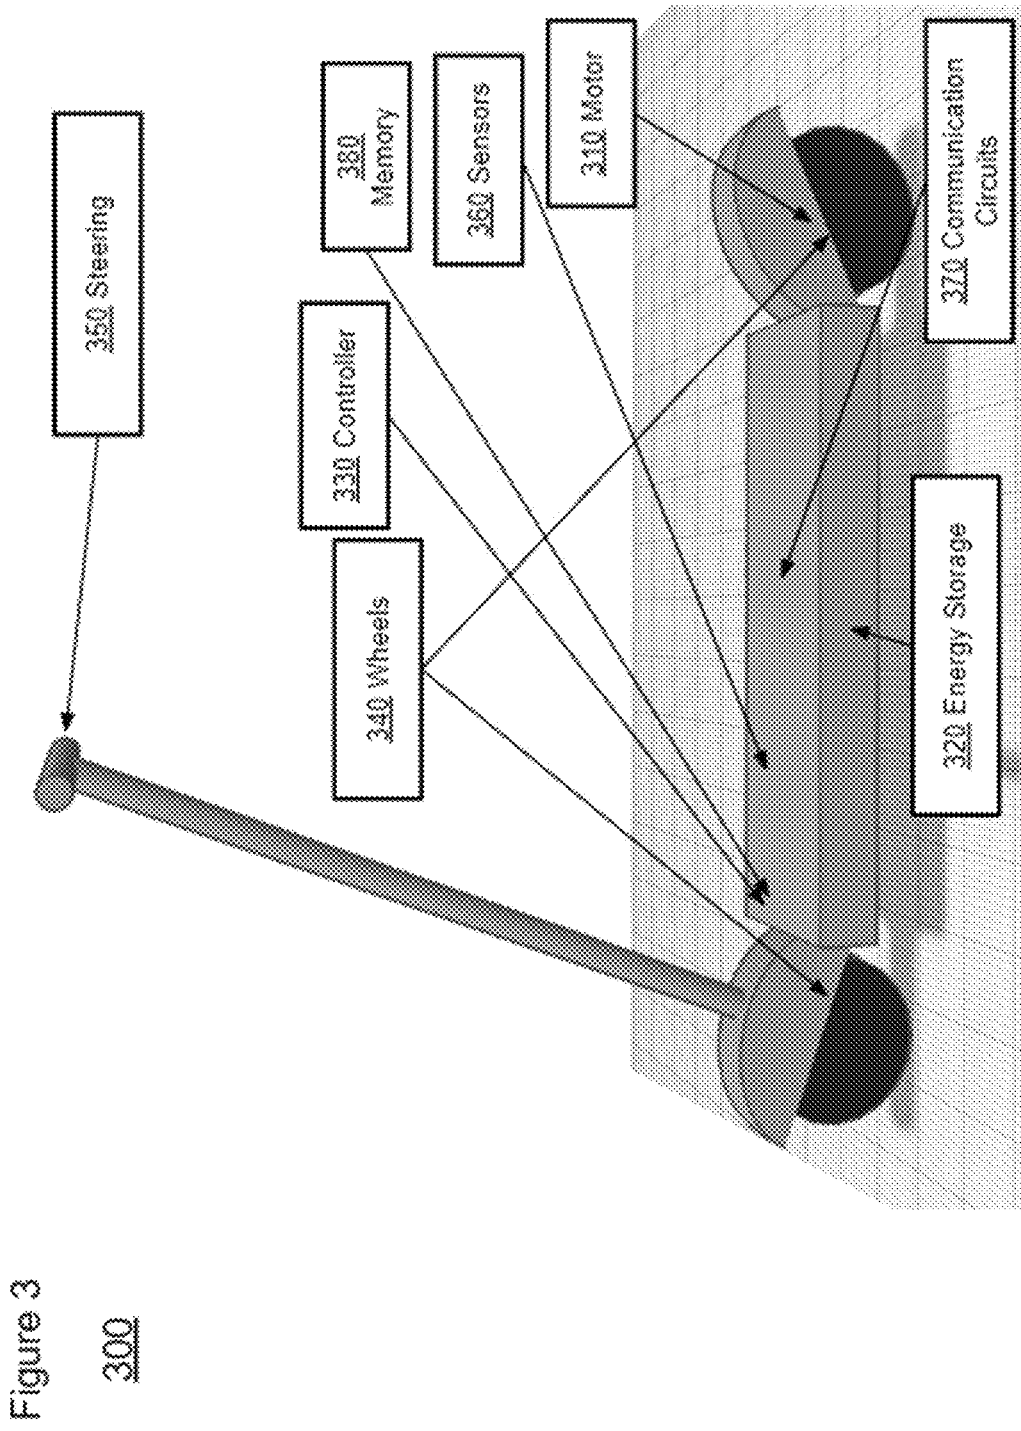 Figure 3
300
350 Steering
380
Memory
330 Controller
360 Sensors
340 Wheels
310 Motor
320 Energy Storage
370 Communication
Circuits